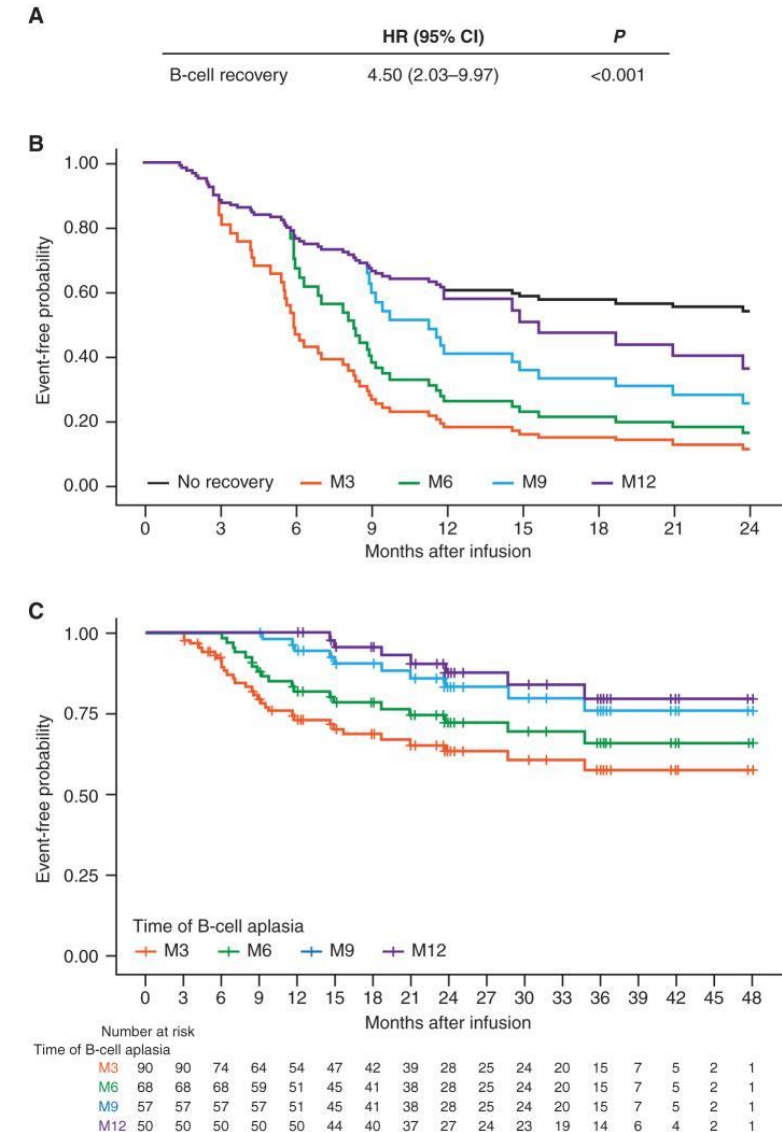 A
HR (95% CI) P
B-cell recovery 4.50 (2.03–9.97) <0.001
B
1.00
0.80
0.60
0.40
0.20
0.00
Event-free probability
No recovery M3 M6 M9 M12
0 3 6 9 12 15 18 21 24
Months after infusion
C
1.00
0.75
0.50
0.25
0.00
Event-free probability
Time of B-cell aplasia
M3 M6 M9 M12
0 3 6 9 12 15 18 21 24 27 30 33 36 39 42 45 48
Months after infusion
Number at risk
Time of B-cell aplasia
M3 90 90 74 64 54 47 42 39 28 25 24 20 15 7 5 2 1
M6 68 68 68 59 51 45 41 38 28 25 24 20 15 7 5 2 1
M9 57 57 57 57 51 45 41 38 28 25 24 20 15 7 5 2 1
M12 50 50 50 50 50 44 40 37 27 24 23 19 14 6 4 2 1